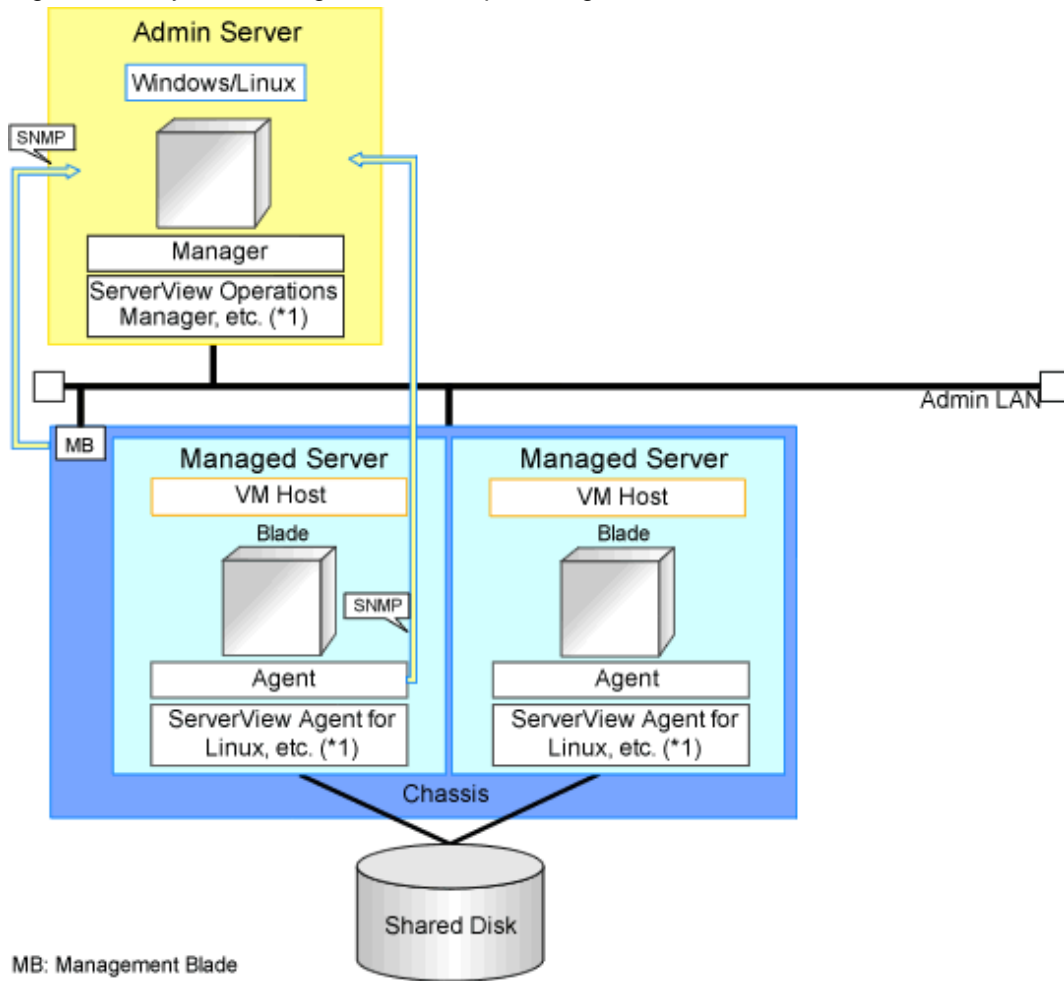 Admin Server
Windows/Linux
SNMP
Manager
ServerView Operations
Manager, etc. (*1)
Admin LAN
MB
Managed Server
VM Host
Blade
SNMP
Agent
ServerView Agent for
Linux, etc. (*1)
Managed Server
VM Host
Blade
Agent
ServerView Agent for
Linux, etc. (*1)
Chassis
Shared Disk
MB: Management Blade